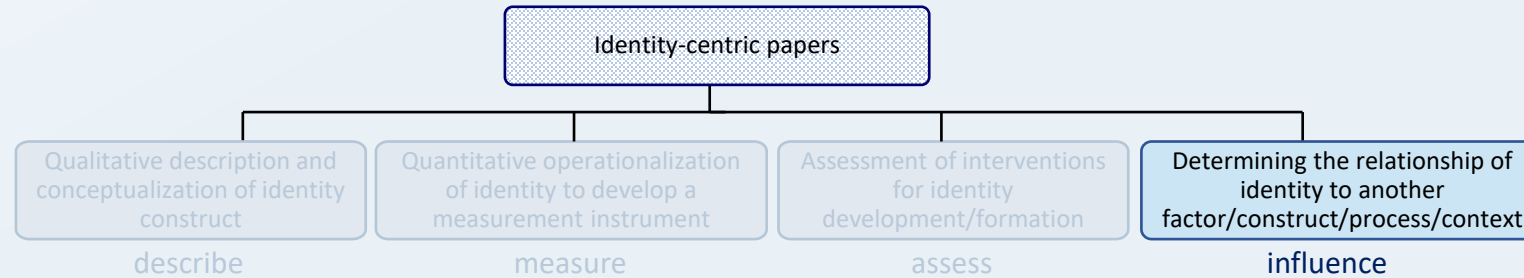 Identity-centric papers
Qualitative description and
conceptualization of identity
construct
Quantitative operationalization
of identity to develop a
measurement instrument
Assessment of interventions
for identity
development/formation
Determining the relationship of
identity to another
factor/construct/process/context
describe
measure
assess
influence